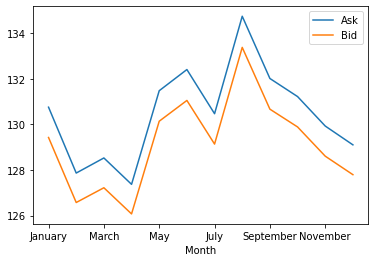 134
132
130
128
126
Ask
Bid
January
March
May
July
September
November
Month